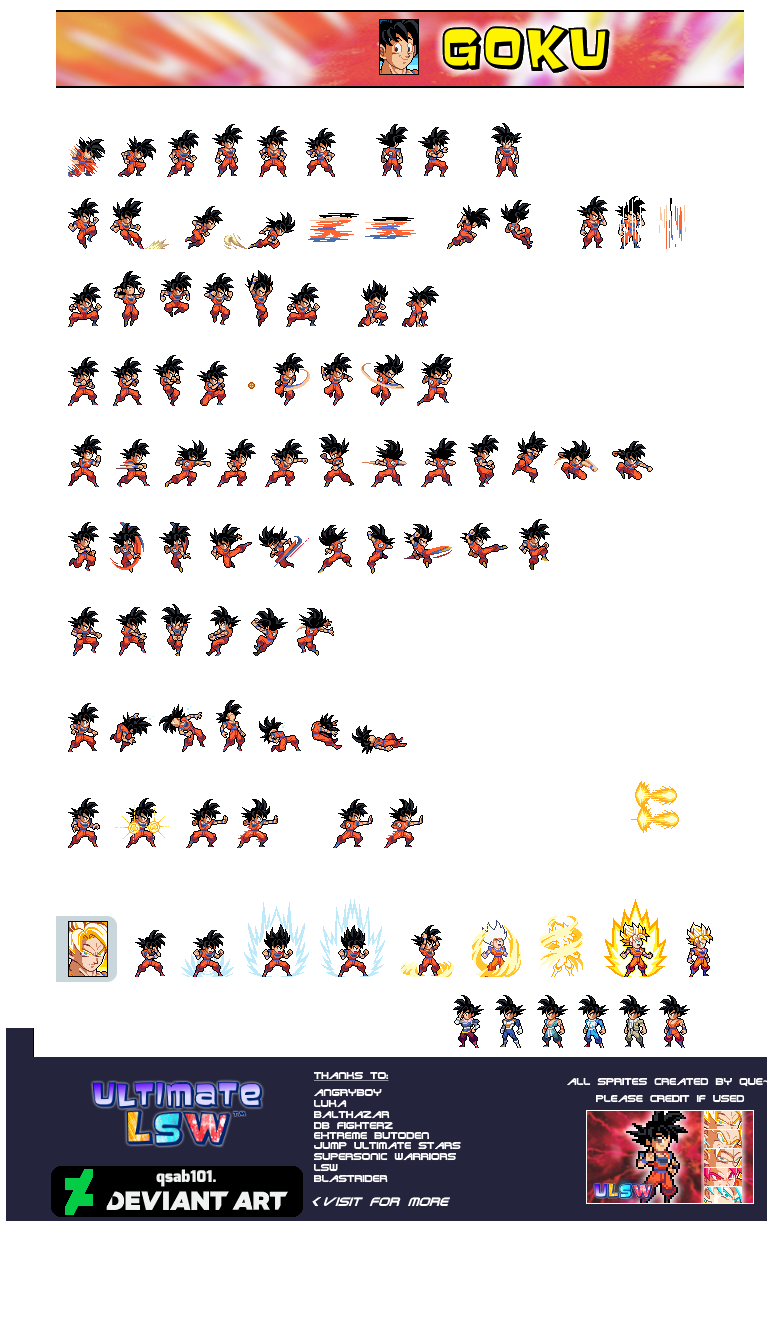 GOKU
ULTIMATE
LSW™
qsab101.
DEVIANT ART
THANKS TO:
ANGRYBOY
LUKA
BALTHAZAR
DB FIGHTERZ
EXTREME BUTODEN
JUMP ULTIMATE STARS
SUPERSONIC WARRIORS
LSW
BLASTRIDER
< VISIT FOR MORE
ALL SPRITES CREATED BY QUE-
PLEASE CREDIT IF USED
ULSW